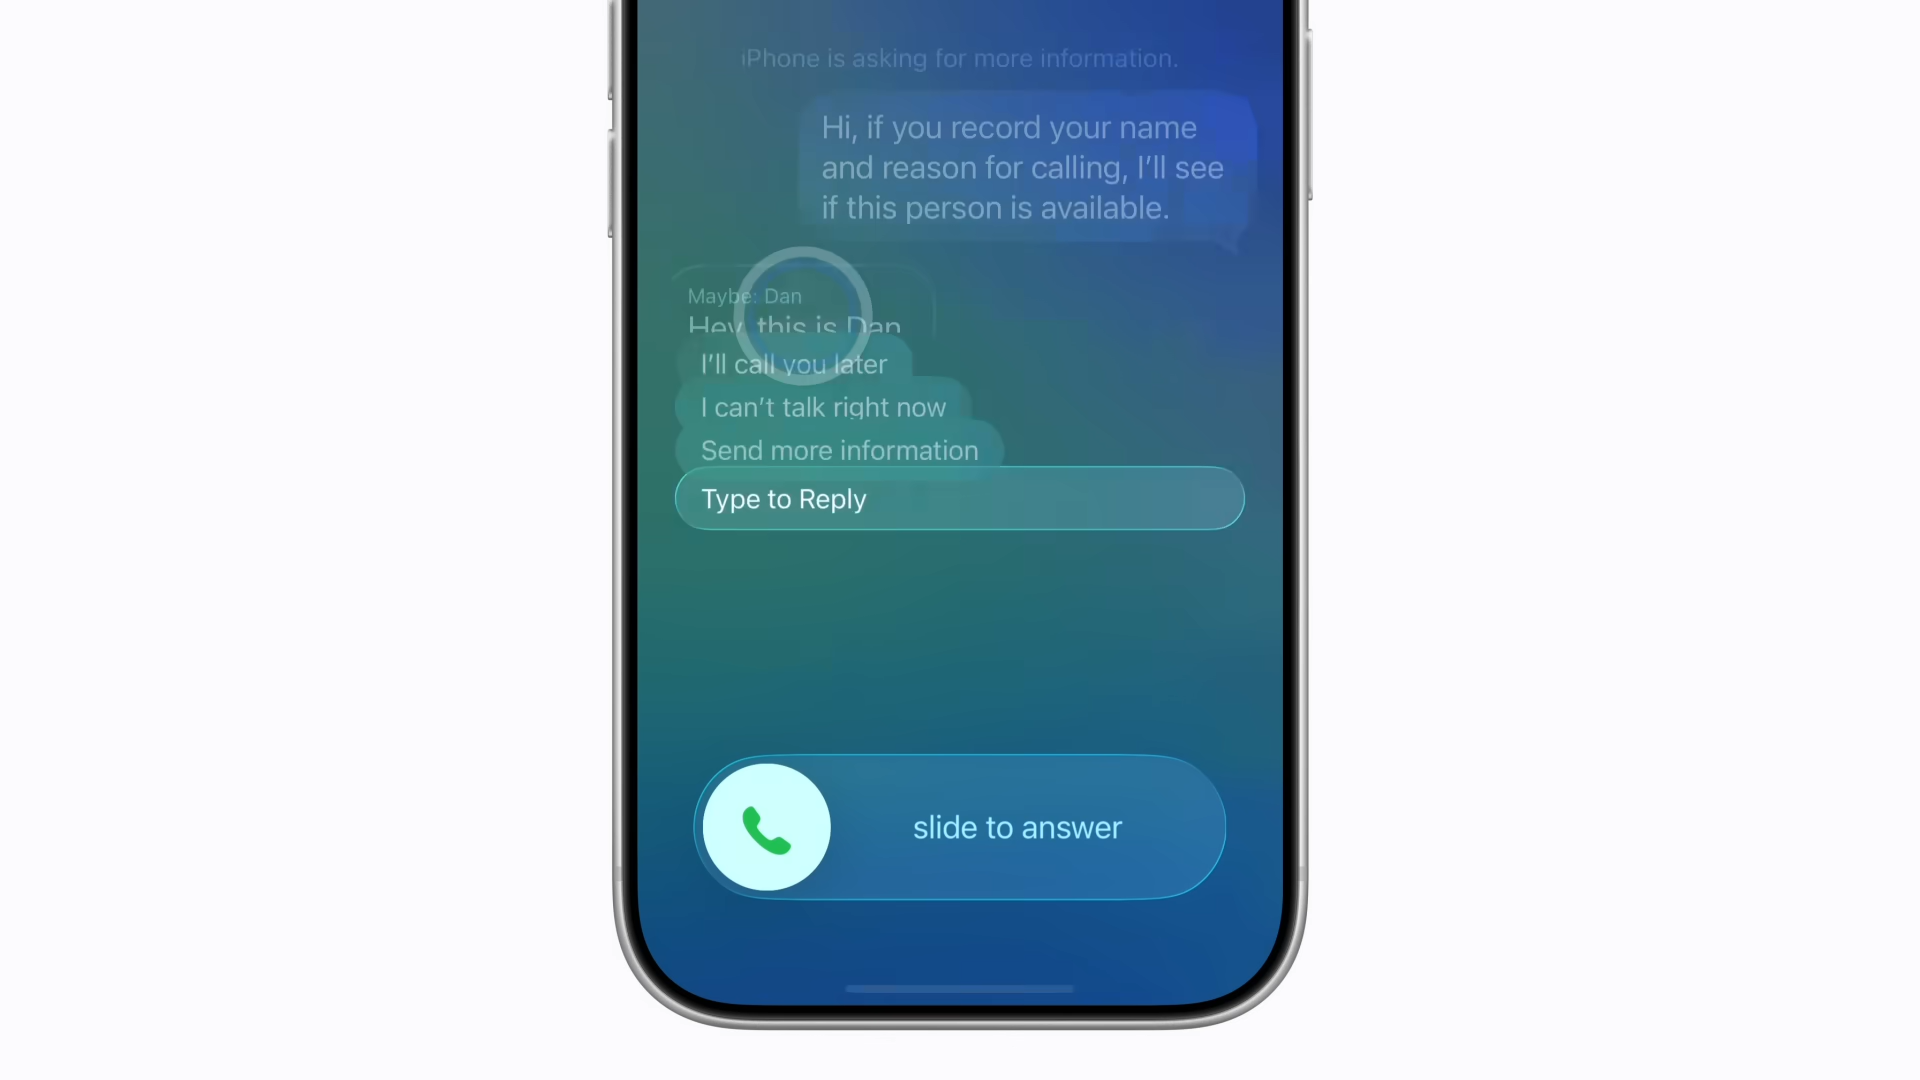 iPhone is asking for more information.
Hi, if you record your name
and reason for calling, I’ll see
if this person is available.
Maybe: Dan
Hey, this is Dan
I’ll call you later
I can’t talk right now
Send more information
Type to Reply
slide to answer